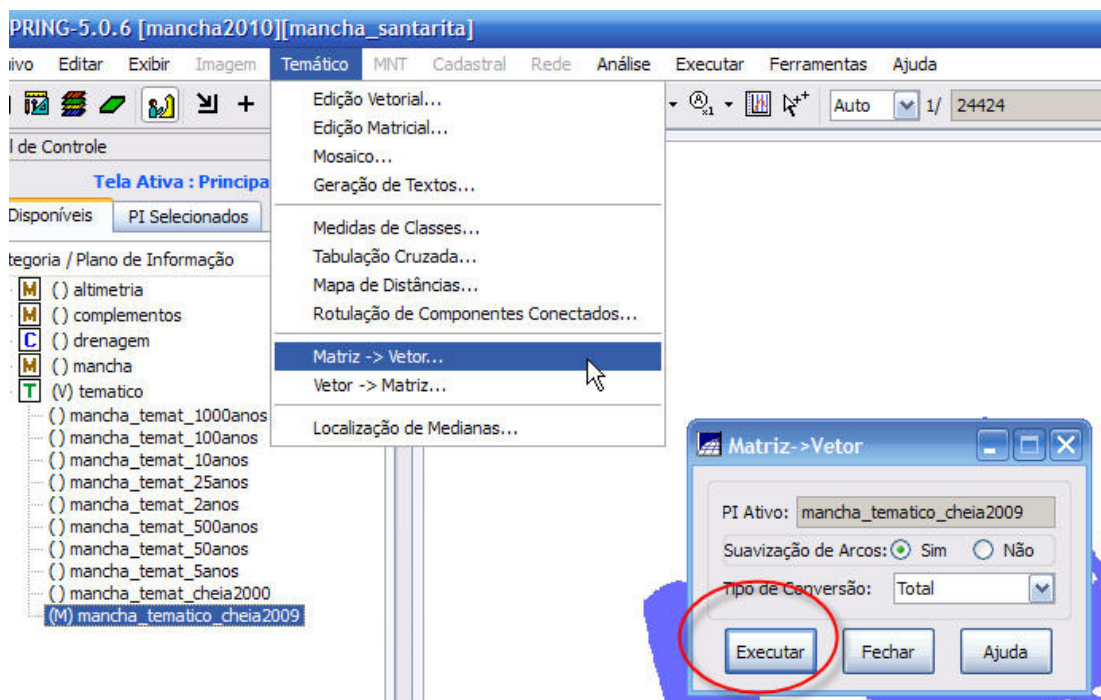 PRING-5.0.6 [mancha2010][mancha_santarita]
ivo Editar Exibir Imagem Temático MNT Cadastral Rede Análise Executar Ferramentas Ajuda
Auto 1/ 24424
l de Controle
Tela Ativa : Principa
Disponíveis PI Selecionados
tegoria / Plano de Informação
M () altimetria
M () complementos
C () drenagem
M () mancha
T (V) tematico
() mancha_temat_1000anos
() mancha_temat_100anos
() mancha_temat_10anos
() mancha_temat_25anos
() mancha_temat_2anos
() mancha_temat_500anos
() mancha_temat_50anos
() mancha_temat_5anos
() mancha_temat_cheia2000
(M) mancha_tematico_cheia2009
Edição Vetorial...
Edição Matricial...
Mosaico...
Geração de Textos...
Medidas de Classes...
Tabulação Cruzada...
Mapa de Distâncias...
Rotulação de Componentes Conectados...
Matriz -> Vetor...
Vetor -> Matriz...
Localização de Medianas...
Matriz->Vetor
PI Ativo: mancha_tematico_cheia2009
Suavização de Arcos: Sim Não
Tipo de Conversão: Total
Executar Fechar Ajuda